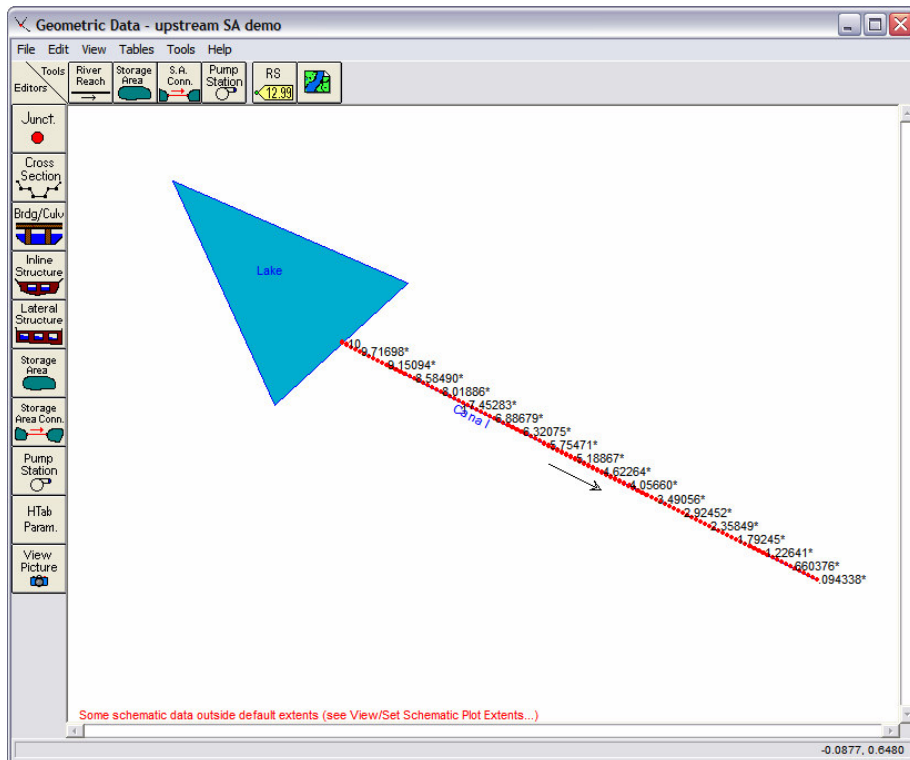 Geometric Data - upstream SA demo
File Edit View Tables Tools Help
Tools
Editors
River
Reach
Storage
Area
S.A.
Conn.
Pump
Station
RS
12.99
Junct.
Cross
Section
Brdg/Culv
Inline
Structure
Lateral
Structure
Storage
Area
Storage
Area Conn.
Pump
Station
HTab
Param.
View
Picture
Lake
10
9.71698*
9.15094*
8.58490*
8.01886*
7.45283*
Canal
6.88679*
6.32075*
5.75471*
5.18867*
4.62264*
4.05660*
3.49056*
2.92452*
2.35849*
1.79245*
1.22641*
.660376*
.094338*
Some schematic data outside default extents (see View/Set Schematic Plot Extents...)
-0.0877, 0.6480